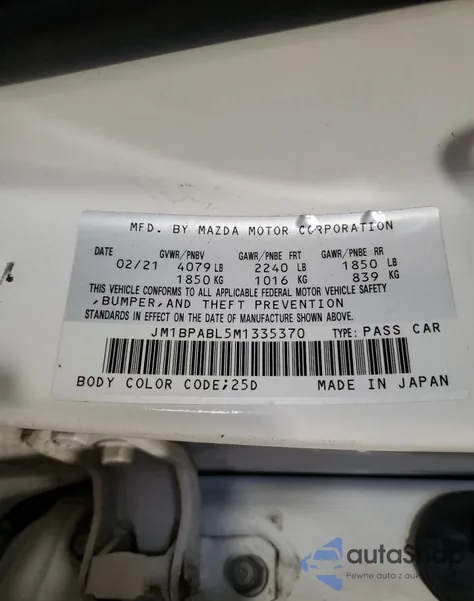 MFD. BY MAZDA MOTOR CORPORATION
DATE GVWR/PNBV GAWR/PNBE FRT GAWR/PNBE RR
02/21 4079 LB 2240 LB 1850 LB
1850 KG 1016 KG 839 KG
THIS VEHICLE CONFORMS TO ALL APPLICABLE FEDERAL MOTOR VEHICLE SAFETY
,BUMPER,AND THEFT PREVENTION
STANDARDS IN EFFECT ON THE DATE OF MANUFACTURE SHOWN ABOVE.
JM1BPABL5M1335370 TYPE: PASS CAR
BODY COLOR CODE;25D MADE IN JAPAN
autaShop
Pewne auta z